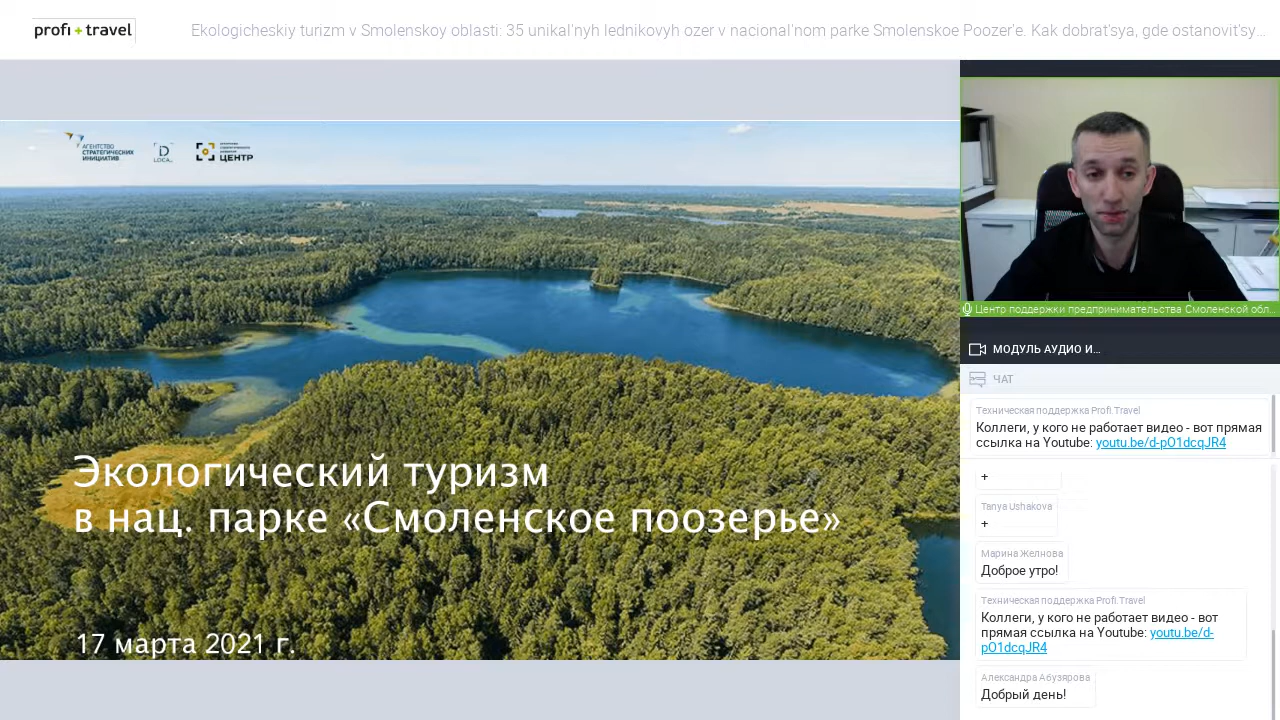 profi + travel
Ekologicheskiy turizm v Smolenskoy oblasti: 35 unikal'nyh lednikovyh ozer v nacional'nom parke Smolenskoe Poozer'e. Kak dobrat'sya, gde ostanovit'sy...
АГЕНТСТВО
СТРАТЕГИЧЕСКИХ
ИНИЦИАТИВ
D
LOCA_
ЦЕНТР
Экологический туризм
в нац. парке «Смоленское поозерье»
17 марта 2021 г.
Центр поддержки предпринимательства Смоленской обл...
МОДУЛЬ АУДИО И...
ЧАТ
Техническая поддержка Profi.Travel
Коллеги, у кого не работает видео - вот прямая
ссылка на Youtube: youtu.be/d-pO1dcqJR4
+
Tanya Ushakova
+
Марина Желнова
Доброе утро!
Техническая поддержка Profi.Travel
Коллеги, у кого не работает видео - вот
прямая ссылка на Youtube: youtu.be/d-
pO1dcqJR4
Александра Абузярова
Добрый день!